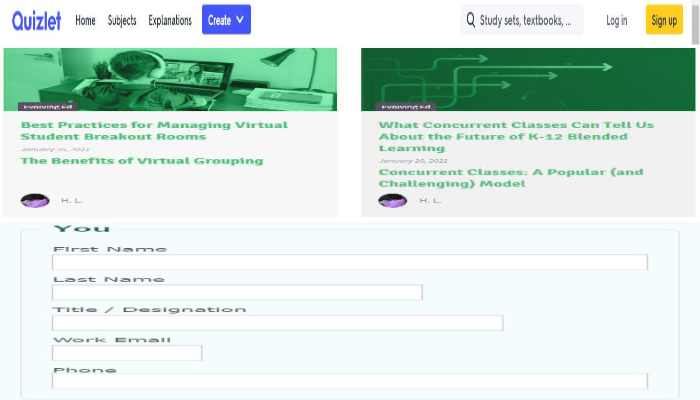 Quizlet Home Subjects Explanations Create Study sets, textbooks, ... Log in Sign up
Evolving Ed
Best Practices for Managing Virtual
Student Breakout Rooms
January 25, 2021
The Benefits of Virtual Grouping
H. L.
Evolving Ed
What Concurrent Classes Can Tell Us
About the Future of K-12 Blended
Learning
January 20, 2021
Concurrent Classes: A Popular (and
Challenging) Model
H. L.
You
First Name
Last Name
Title / Designation
Work Email
Phone